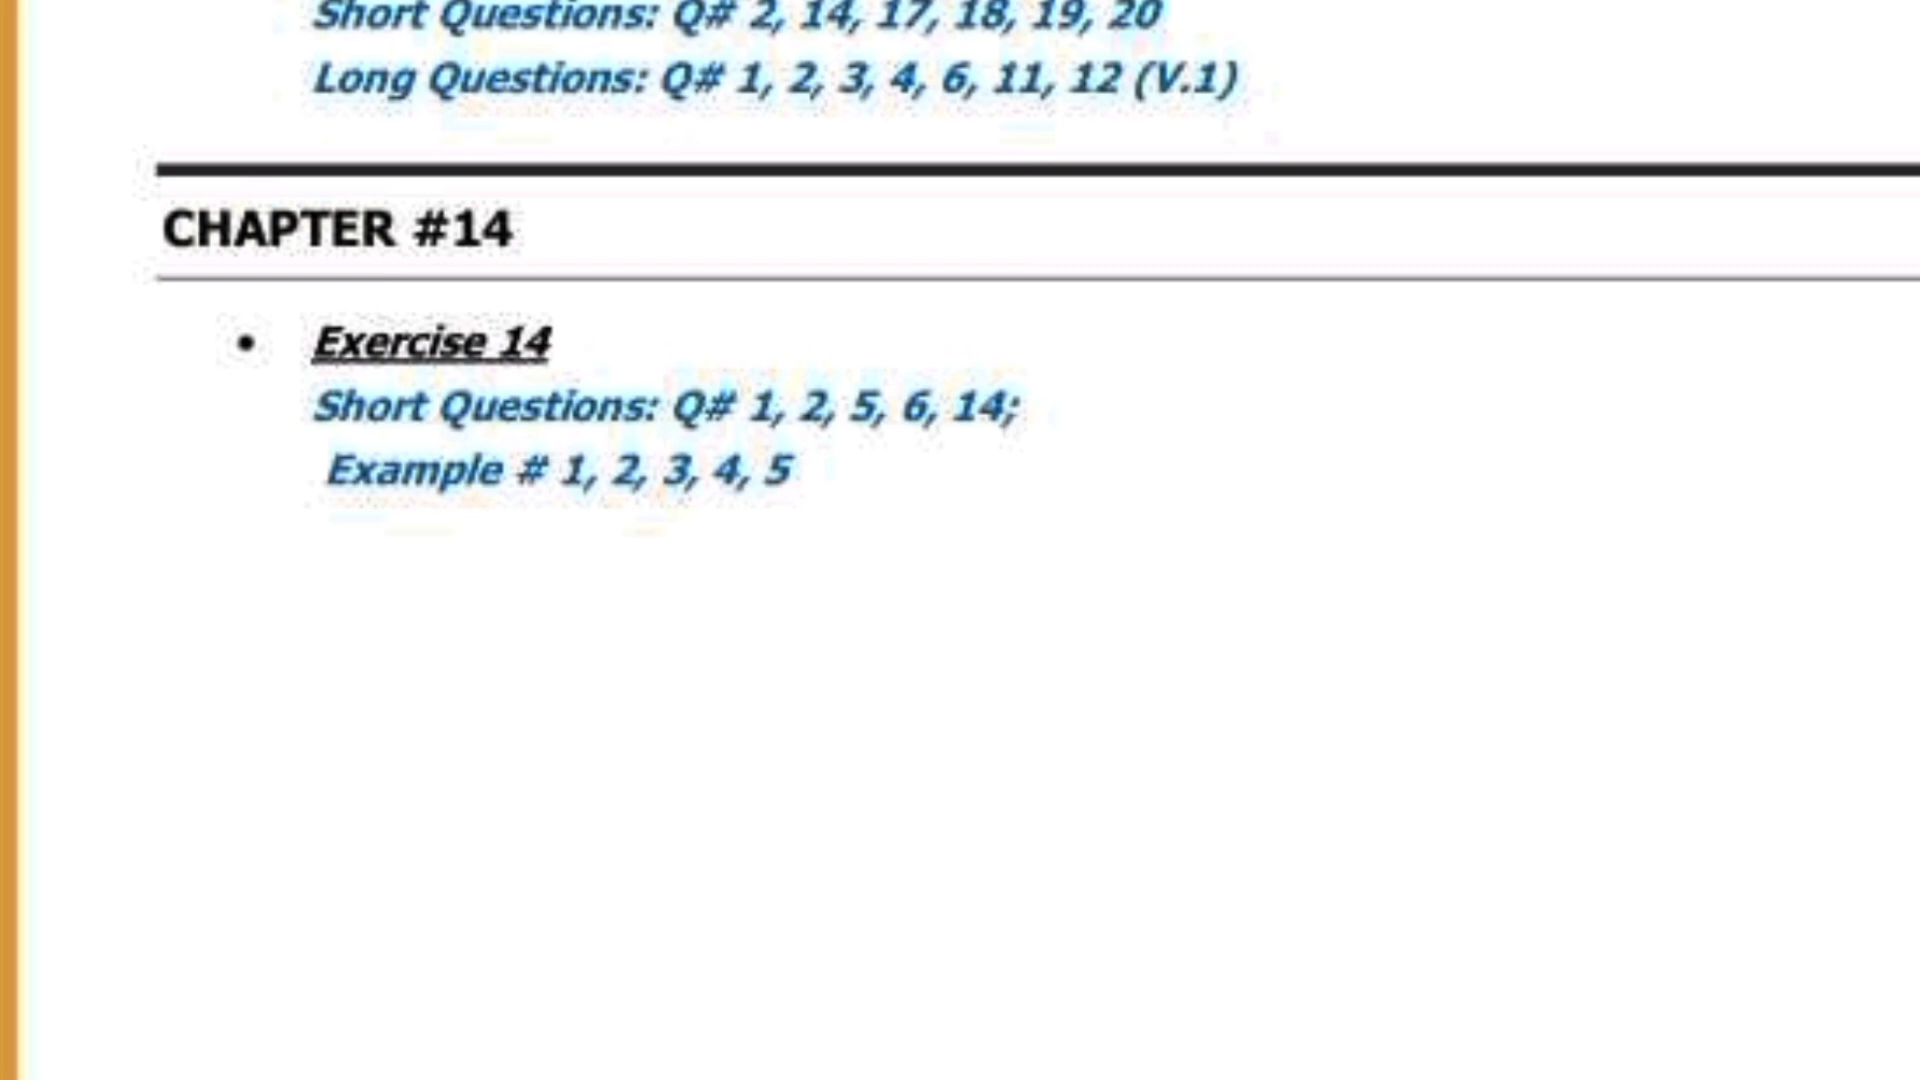 Short Questions: Q# 2, 14, 17, 18, 19, 20
Long Questions: Q# 1, 2, 3, 4, 6, 11, 12 (V.1)
CHAPTER #14
• Exercise 14
Short Questions: Q# 1, 2, 5, 6, 14;
Example # 1, 2, 3, 4, 5